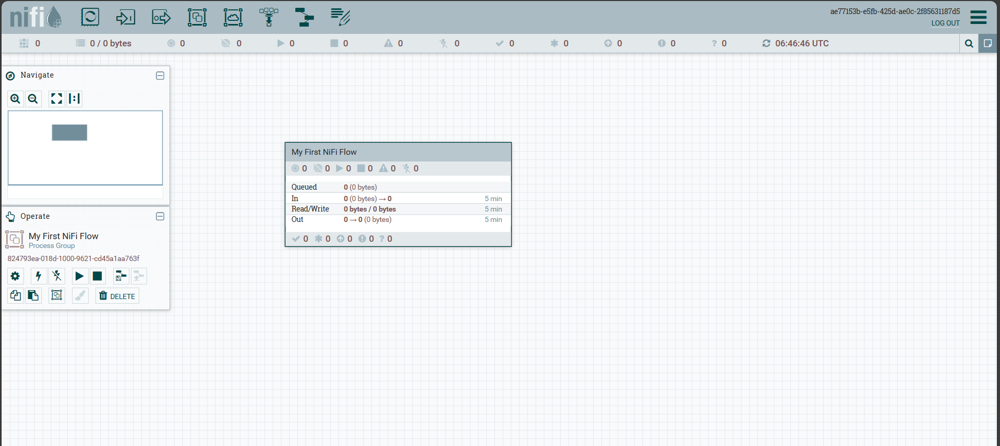 nifi
ae77153b-e5fb-425d-ae0c-2f85631187d5
LOG OUT
0 0 / 0 bytes 0 0 0 0 0 0 0 0 0 0 ? 0 06:46:46 UTC
Navigate
My First NiFi Flow
0 0 0 0 0 0
Queued 0 (0 bytes)
In 0 (0 bytes) → 0 5 min
Read/Write 0 bytes / 0 bytes 5 min
Out 0 → 0 (0 bytes) 5 min
0 0 0 0 ? 0
Operate
My First NiFi Flow
Process Group
824793ea-018d-1000-9621-cd45a1aa763f
DELETE